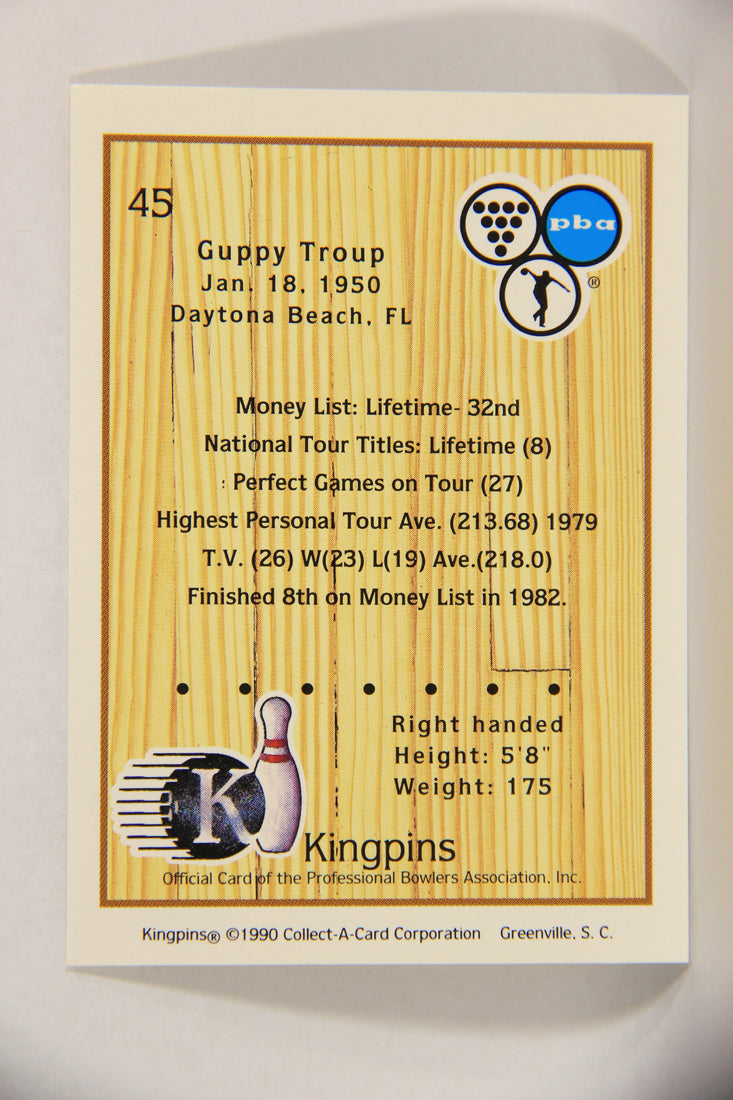 45
pba
®
Guppy Troup
Jan. 18, 1950
Daytona Beach, FL
Money List: Lifetime- 32nd
National Tour Titles: Lifetime (8)
: Perfect Games on Tour (27)
Highest Personal Tour Ave. (213.68) 1979
T.V. (26) W(23) L(19) Ave.(218.0)
Finished 8th on Money List in 1982.
Right handed
Height: 5'8"
Weight: 175
K
Kingpins
Official Card of the Professional Bowlers Association, Inc.
Kingpins® ©1990 Collect-A-Card Corporation Greenville, S. C.